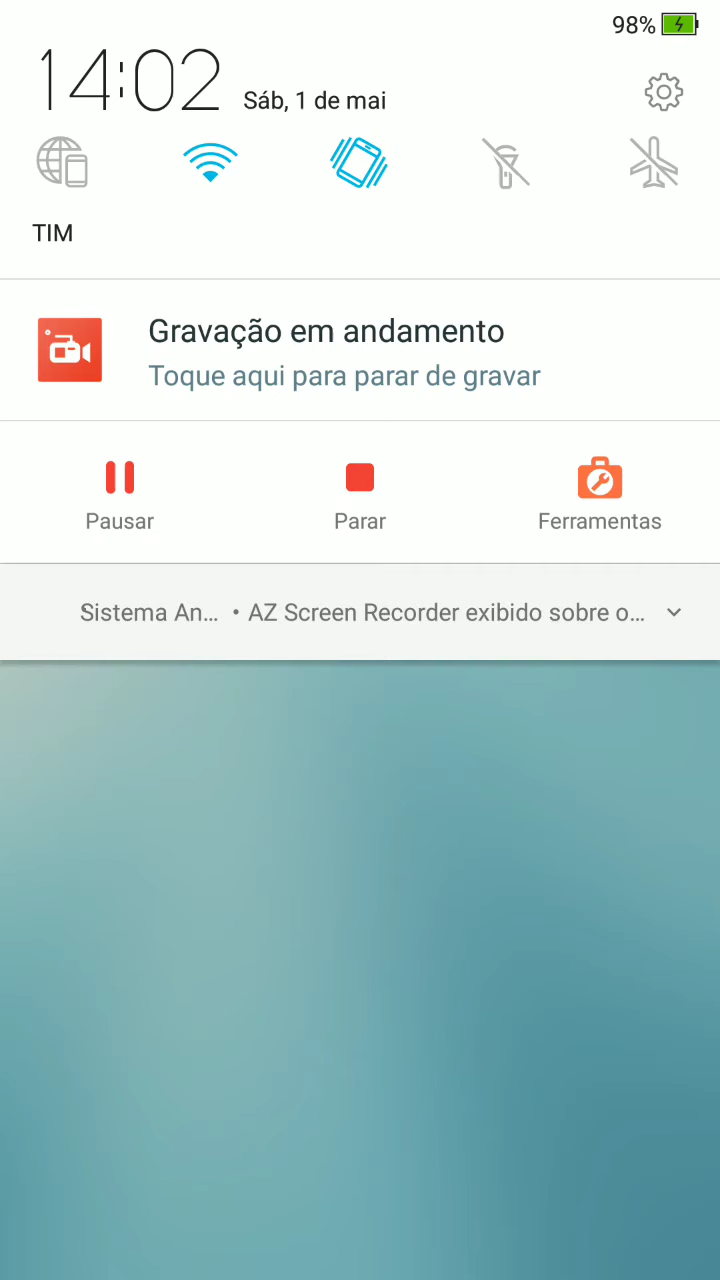 98%
14:02 Sáb, 1 de mai
TIM
Gravação em andamento
Toque aqui para parar de gravar
Pausar Parar Ferramentas
Sistema An... • AZ Screen Recorder exibido sobre o...